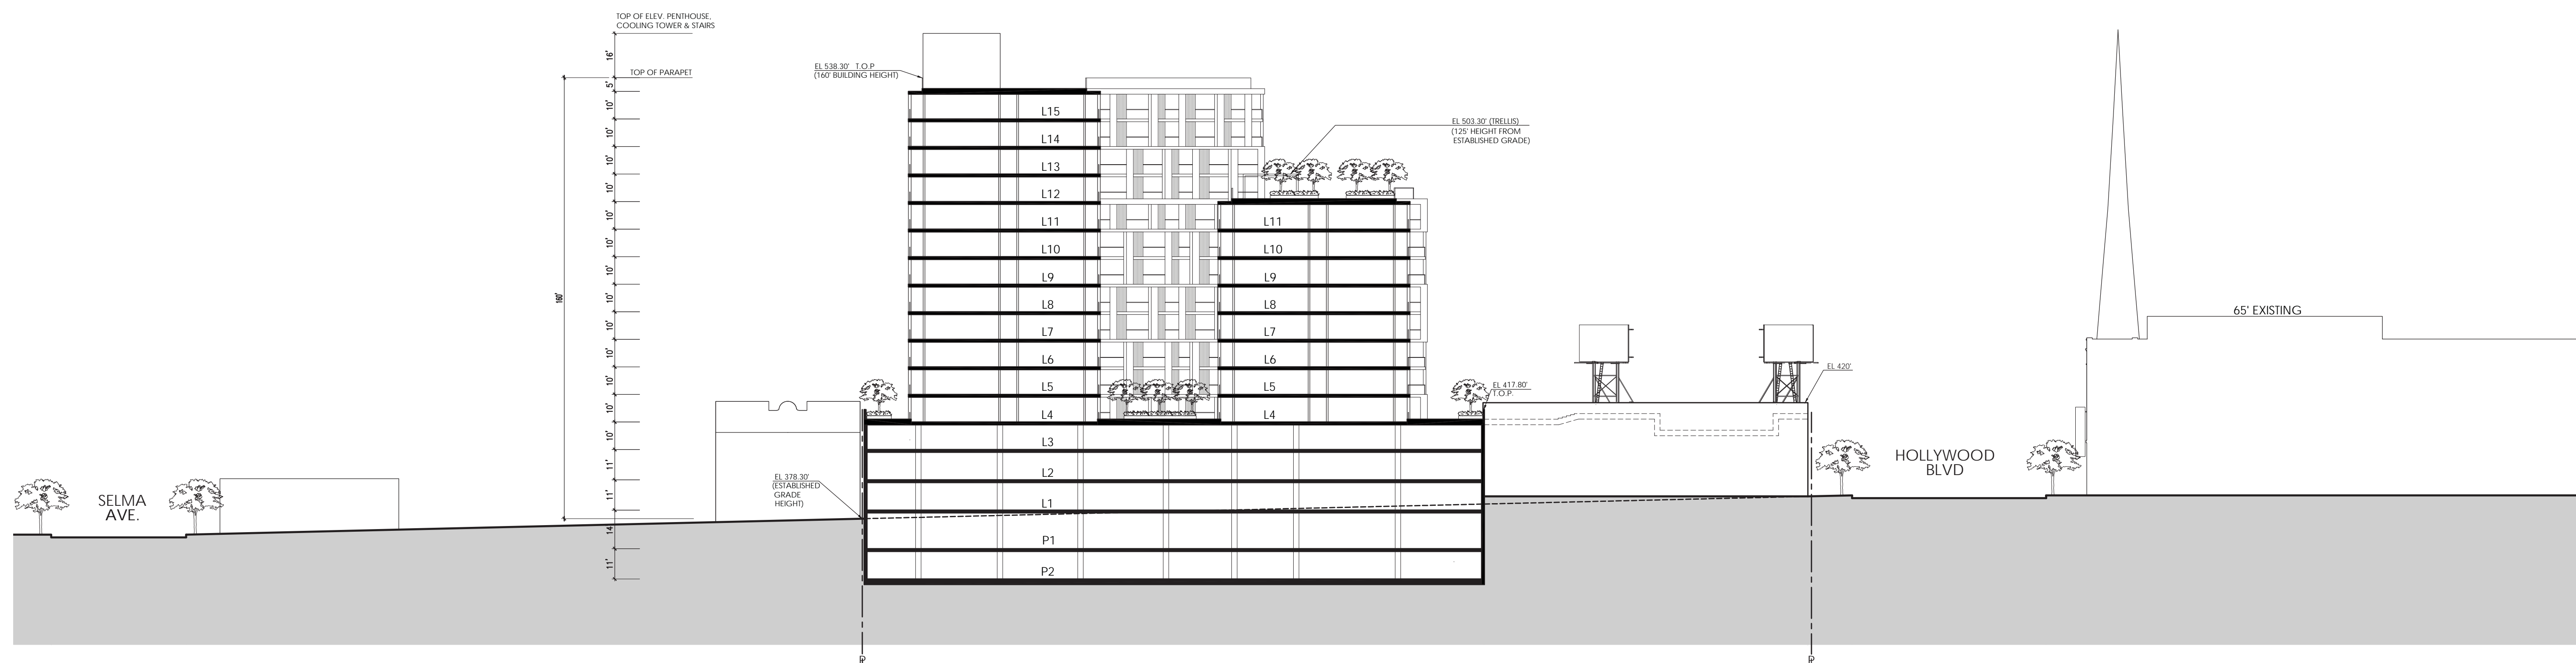 TOP OF ELEV. PENTHOUSE,
COOLING TOWER & STAIRS
16'
TOP OF PARAPET
5'
10'
10'
10'
10'
10'
10'
10'
10'
10'
10'
10'
10'
10'
11'
11'
14'
11'
160'
EL 538.30' T.O.P
(160' BUILDING HEIGHT)
EL 503.30' (TRELLIS)
(125' HEIGHT FROM
ESTABLISHED GRADE)
L15
L14
L13
L12
L11
L10
L9
L8
L7
L6
L5
L4
L11
L10
L9
L8
L7
L6
L5
L4
L3
L2
L1
P1
P2
EL 378.30'
(ESTABLISHED
GRADE
HEIGHT)
EL 417.80'
T.O.P.
EL 420'
65' EXISTING
SELMA
AVE.
HOLLYWOOD
BLVD